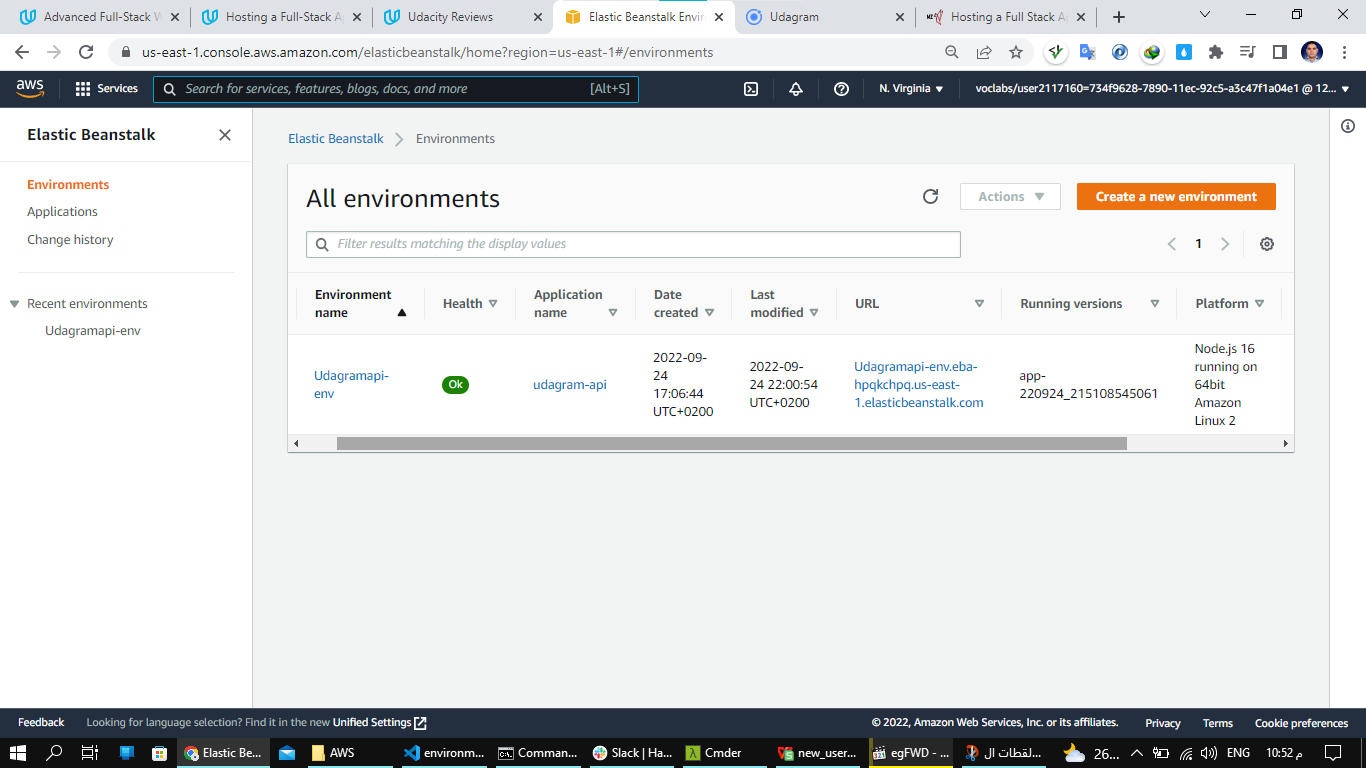 Advanced Full-Stack W
Hosting a Full-Stack A
Udacity Reviews
Elastic Beanstalk Envir
Udagram
Hosting a Full Stack A
us-east-1.console.aws.amazon.com/elasticbeanstalk/home?region=us-east-1#/environments
aws
Services
Search for services, features, blogs, docs, and more
[Alt+S]
N. Virginia
voclabs/user2117160=734f9628-7890-11ec-92c5-a3c47f1a04e1 @ 12...
Elastic Beanstalk
Environments
Applications
Change history
Recent environments
Udagramapi-env
Elastic Beanstalk
Environments
All environments
Actions
Create a new environment
Filter results matching the display values
1
Environment
name
Health
Application
name
Date
created
Last
modified
URL
Running versions
Platform
Udagramapi-
env
Ok
udagram-api
2022-09-
24
17:06:44
UTC+0200
2022-09-
24 22:00:54
UTC+0200
Udagramapi-env.eba-
hpqkchpq.us-east-
1.elasticbeanstalk.com
app-
220924_215108545061
Node.js 16
running on
64bit
Amazon
Linux 2
Feedback
Looking for language selection? Find it in the new Unified Settings
© 2022, Amazon Web Services, Inc. or its affiliates.
Privacy
Terms
Cookie preferences
Elastic Be...
AWS
environm...
Comman...
Slack | Ha...
Cmder
new_user...
egFWD - ...
لقطات ال...
26...
ENG
10:52 م